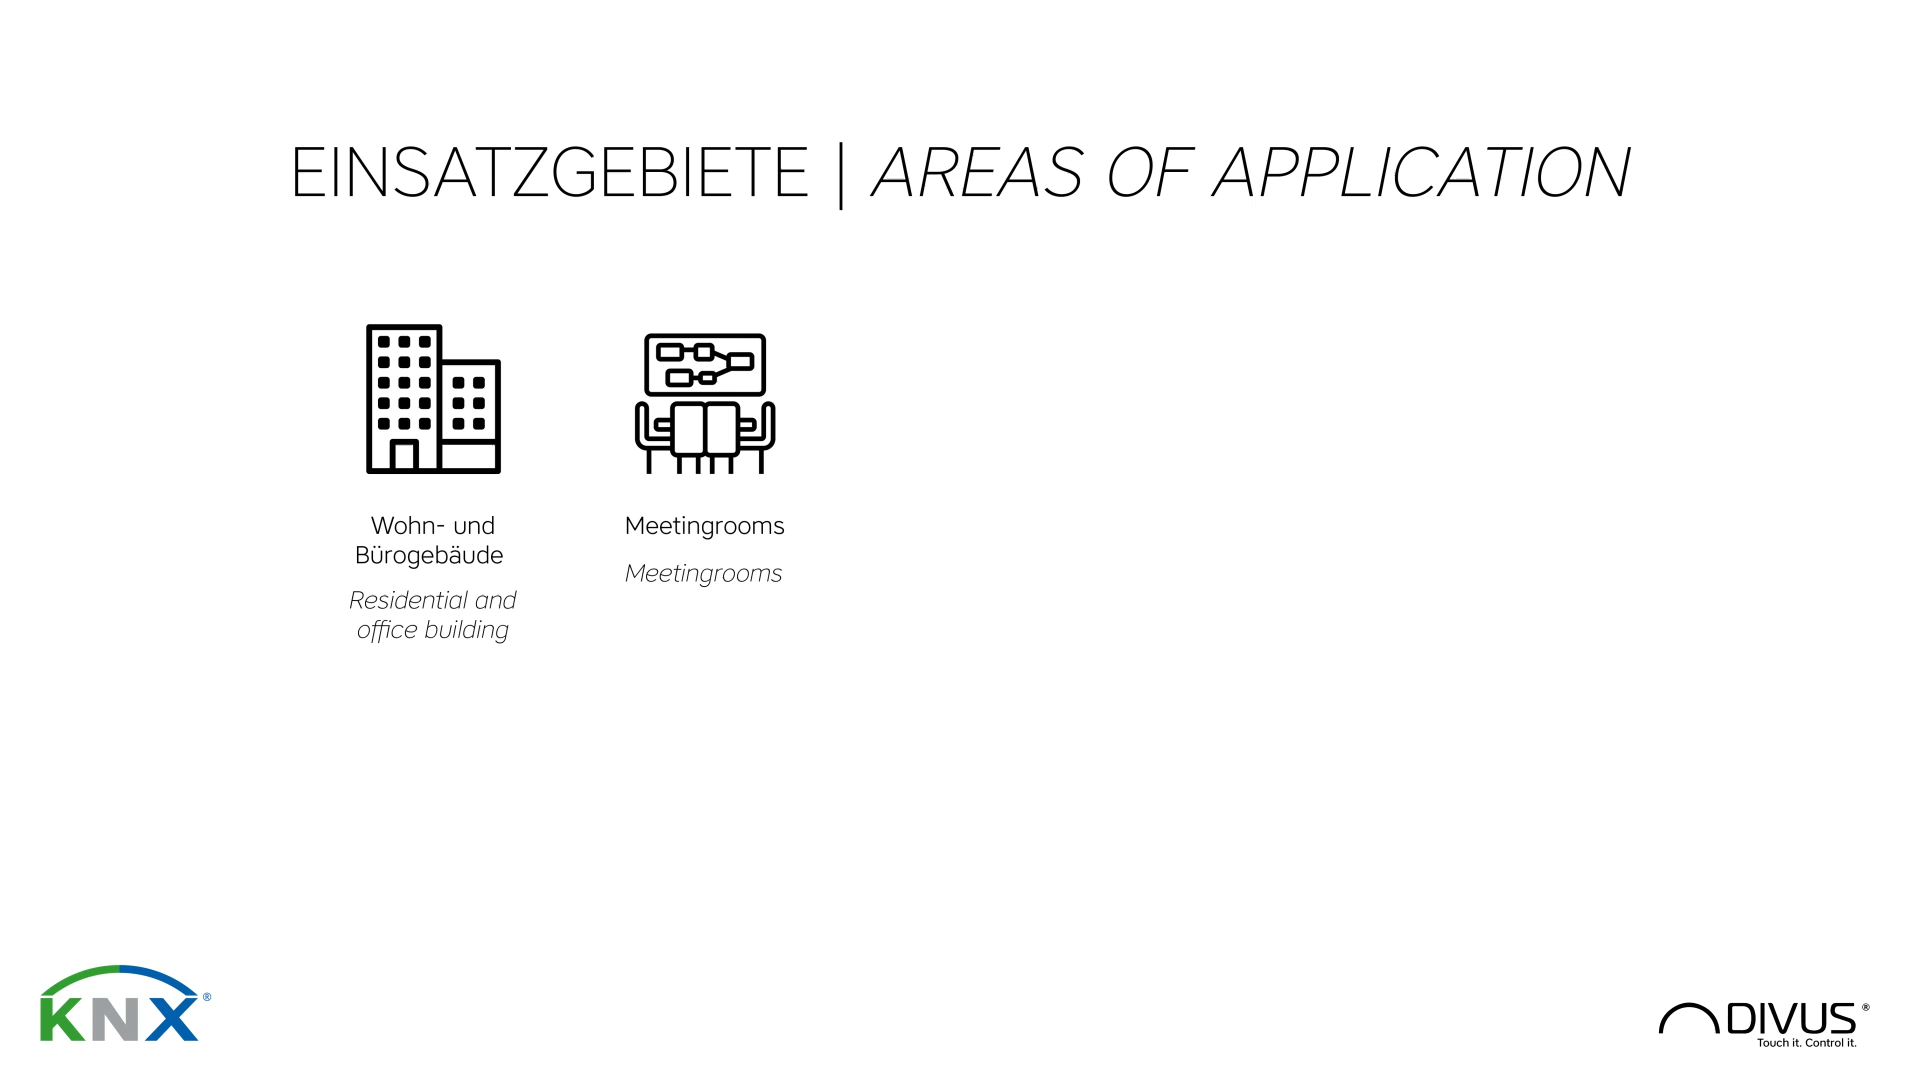 EINSATZGEBIETE | AREAS OF APPLICATION
Wohn- und
Bürogebäude
Residential and
office building
Meetingrooms
Meetingrooms
KNX®
DIVUS®
Touch it. Control it.